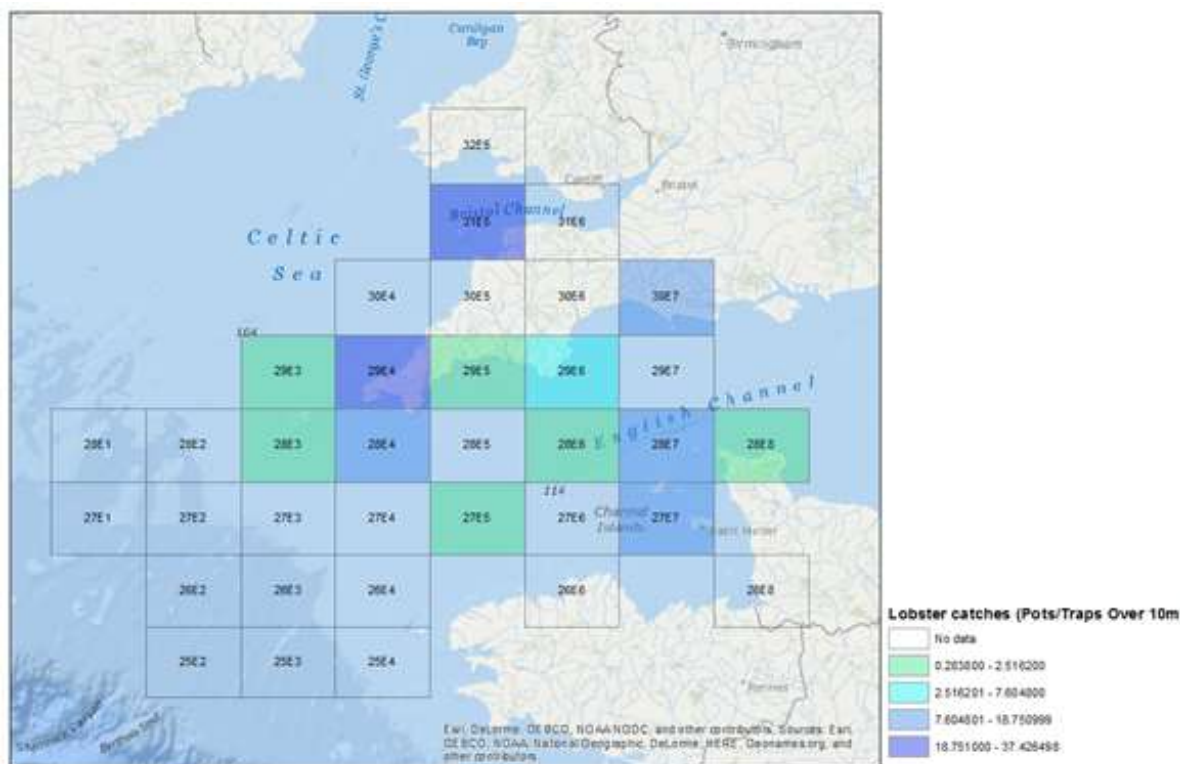 St. George's C
Cardigan
Bay
Birmingham
32E5
Cardiff
Bristol
Bristol Channel
31E5
31E6
Celtic
Sea
30E4
30E5
30E6
30E7
29E3
29E4
29E5
29E6
29E7
English Channel
28E1
28E2
28E3
28E4
28E5
28E6
28E7
28E8
114
27E1
27E2
27E3
27E4
27E5
27E6
Channel
Islands
27E7
Saint Helier
26E2
26E3
26E4
26E6
26E8
25E2
25E3
25E4
Rennes
Esri, DeLorme, GEBCO, NOAA NGDC, and other contributors, Sources: Esri,
GEBCO, NOAA, National Geographic, DeLorme, HERE, Geonames.org, and
other contributors
Lobster catches (Pots/Traps Over 10m
No data
0.283800 - 2.516200
2.516201 - 7.604800
7.604801 - 18.750999
18.751000 - 37.426498